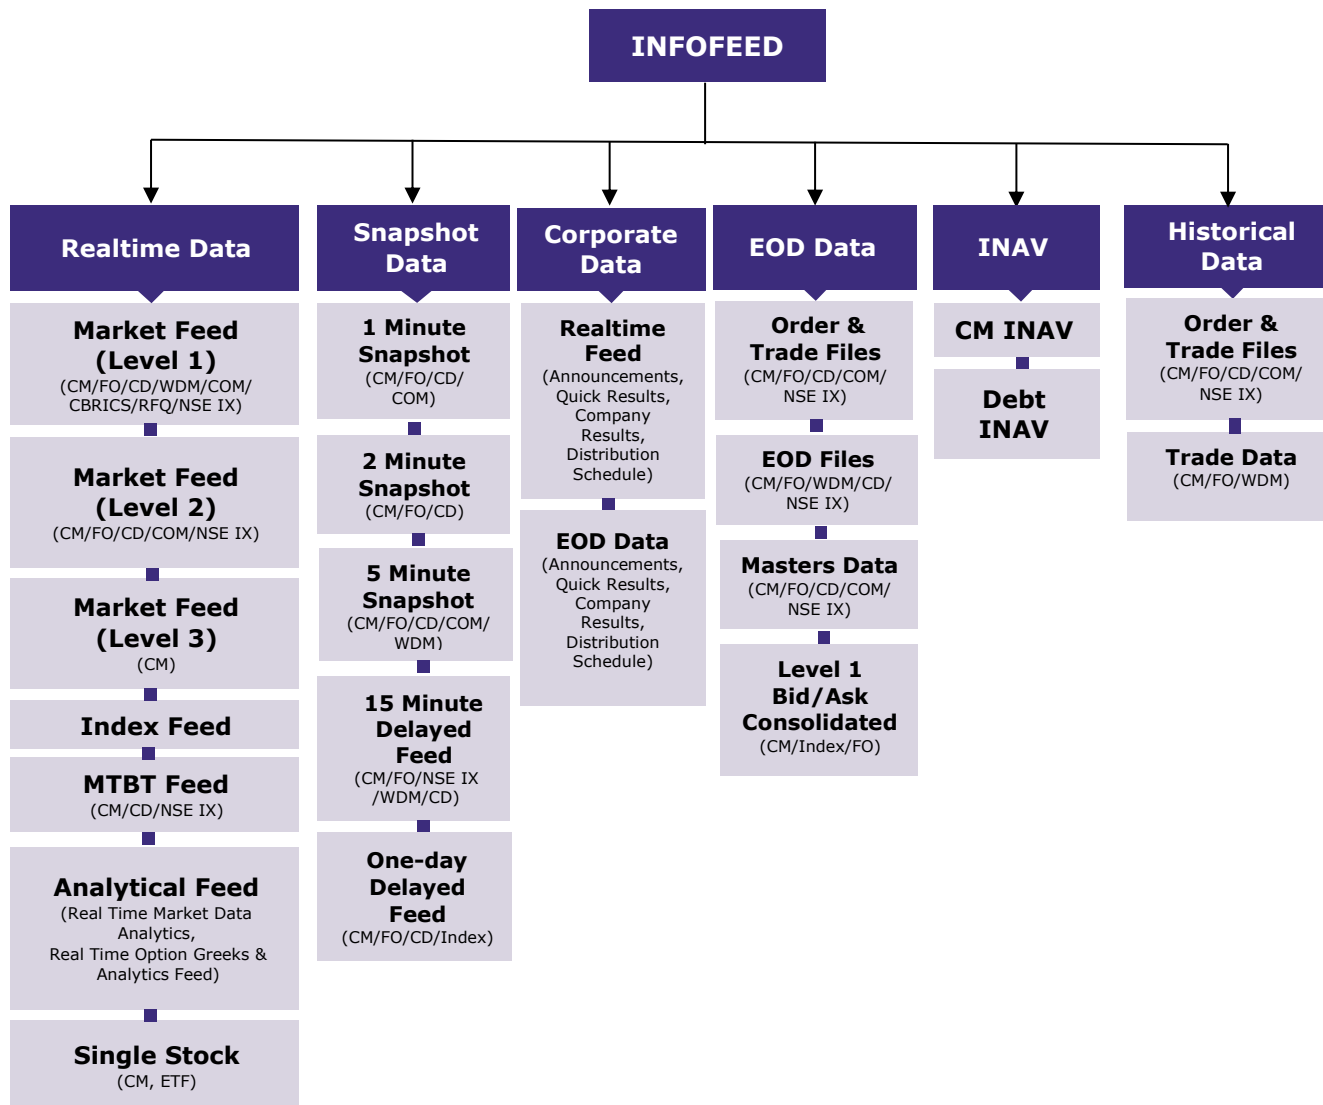 INFOFEED
Realtime Data
Market Feed
(Level 1)
(CM/FO/CD/WDM/COM/
CBRICS/RFQ/NSE IX)
Market Feed
(Level 2)
(CM/FO/CD/COM/NSE IX)
Market Feed
(Level 3)
(CM)
Index Feed
MTBT Feed
(CM/CD/NSE IX)
Analytical Feed
(Real Time Market Data
Analytics,
Real Time Option Greeks &
Analytics Feed)
Single Stock
(CM, ETF)
Snapshot
Data
1 Minute
Snapshot
(CM/FO/CD/
COM)
2 Minute
Snapshot
(CM/FO/CD)
5 Minute
Snapshot
(CM/FO/CD/COM/
WDM)
15 Minute
Delayed
Feed
(CM/FO/NSE IX
/WDM/CD)
One-day
Delayed
Feed
(CM/FO/CD/Index)
Corporate
Data
Realtime
Feed
(Announcements,
Quick Results,
Company
Results,
Distribution
Schedule)
EOD Data
(Announcements,
Quick Results,
Company
Results,
Distribution
Schedule)
EOD Data
Order &
Trade Files
(CM/FO/CD/COM/
NSE IX)
EOD Files
(CM/FO/WDM/CD/
NSE IX)
Masters Data
(CM/FO/CD/COM/
NSE IX)
Level 1
Bid/Ask
Consolidated
(CM/Index/FO)
INAV
CM INAV
Debt
INAV
Historical
Data
Order &
Trade Files
(CM/FO/CD/COM/
NSE IX)
Trade Data
(CM/FO/WDM)